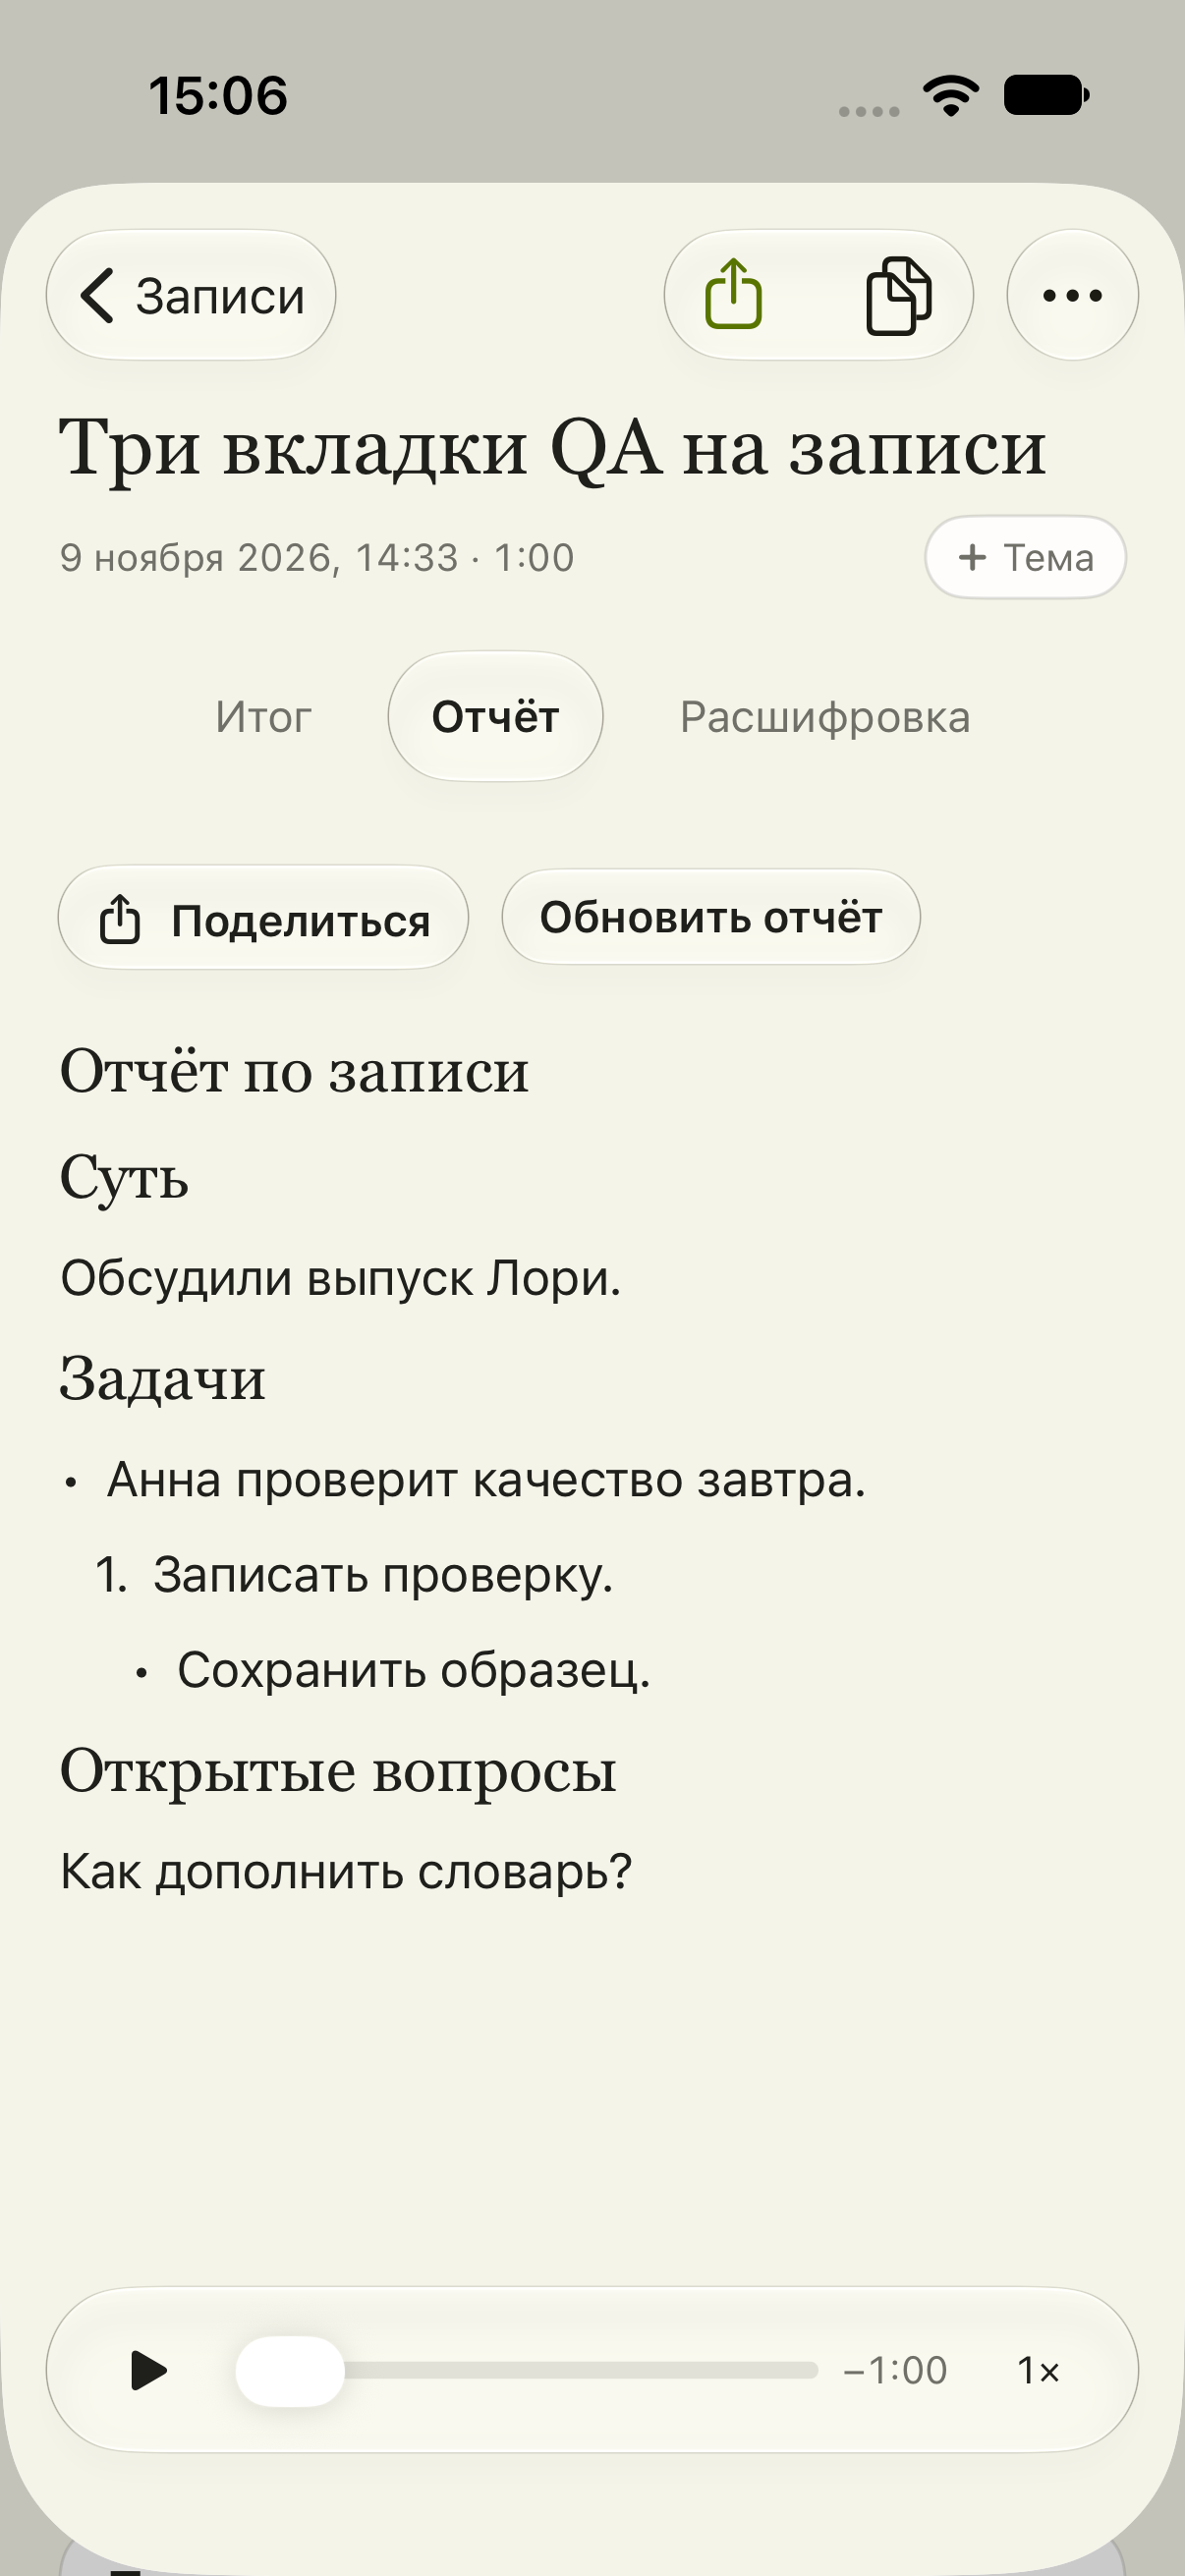 15:06
Записи
Три вкладки QA на записи
9 ноября 2026, 14:33 · 1:00
+ Тема
Итог
Отчёт
Расшифровка
Поделиться
Обновить отчёт
Отчёт по записи
Суть
Обсудили выпуск Лори.
Задачи
• Анна проверит качество завтра.
1. Записать проверку.
• Сохранить образец.
Открытые вопросы
Как дополнить словарь?
–1:00
1×